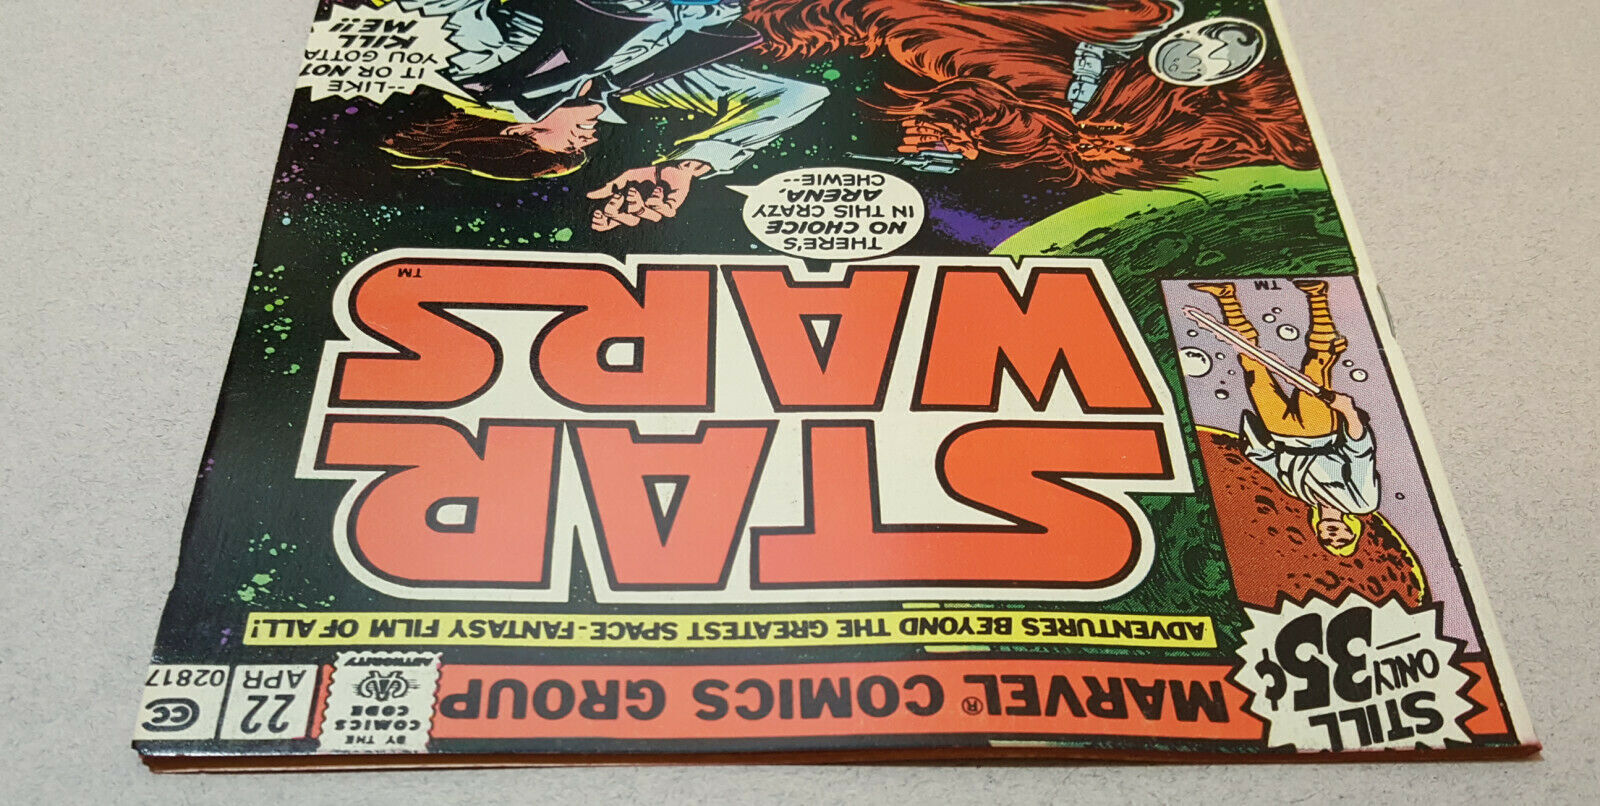 STILL
ONLY
35¢
MARVEL® COMICS GROUP
BY THE
COMICS
CODE
AUTHORITY
22
APR
02817
CC
ADVENTURES BEYOND THE GREATEST SPACE-FANTASY FILM OF ALL!
STAR
WARS
TM
TM
THERE'S
NO CHOICE
IN THIS CRAZY
ARENA,
CHEWIE--
--LIKE
IT OR NOT
YOU GOTTA
KILL
ME!!